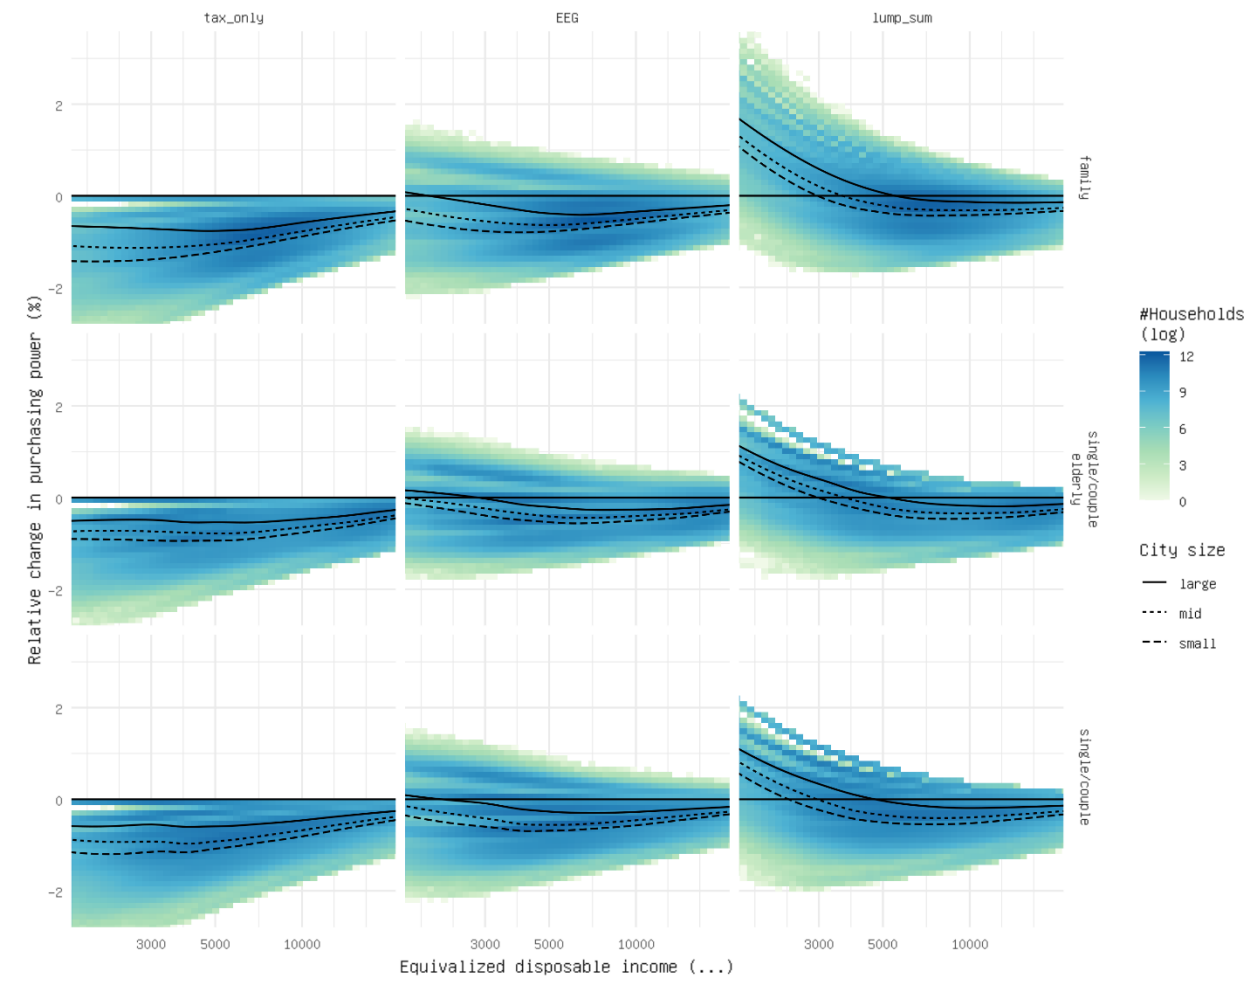 tax_only EEG lump_sum
2
0
−2
family
2
0
−2
single/couple
elderly
2
0
−2
single/couple
3000 5000 10000 3000 5000 10000 3000 5000 10000
Equivalized disposable income (...)
Relative change in purchasing power (%)
#Households
(log)
12
9
6
3
0
City size
large
mid
small